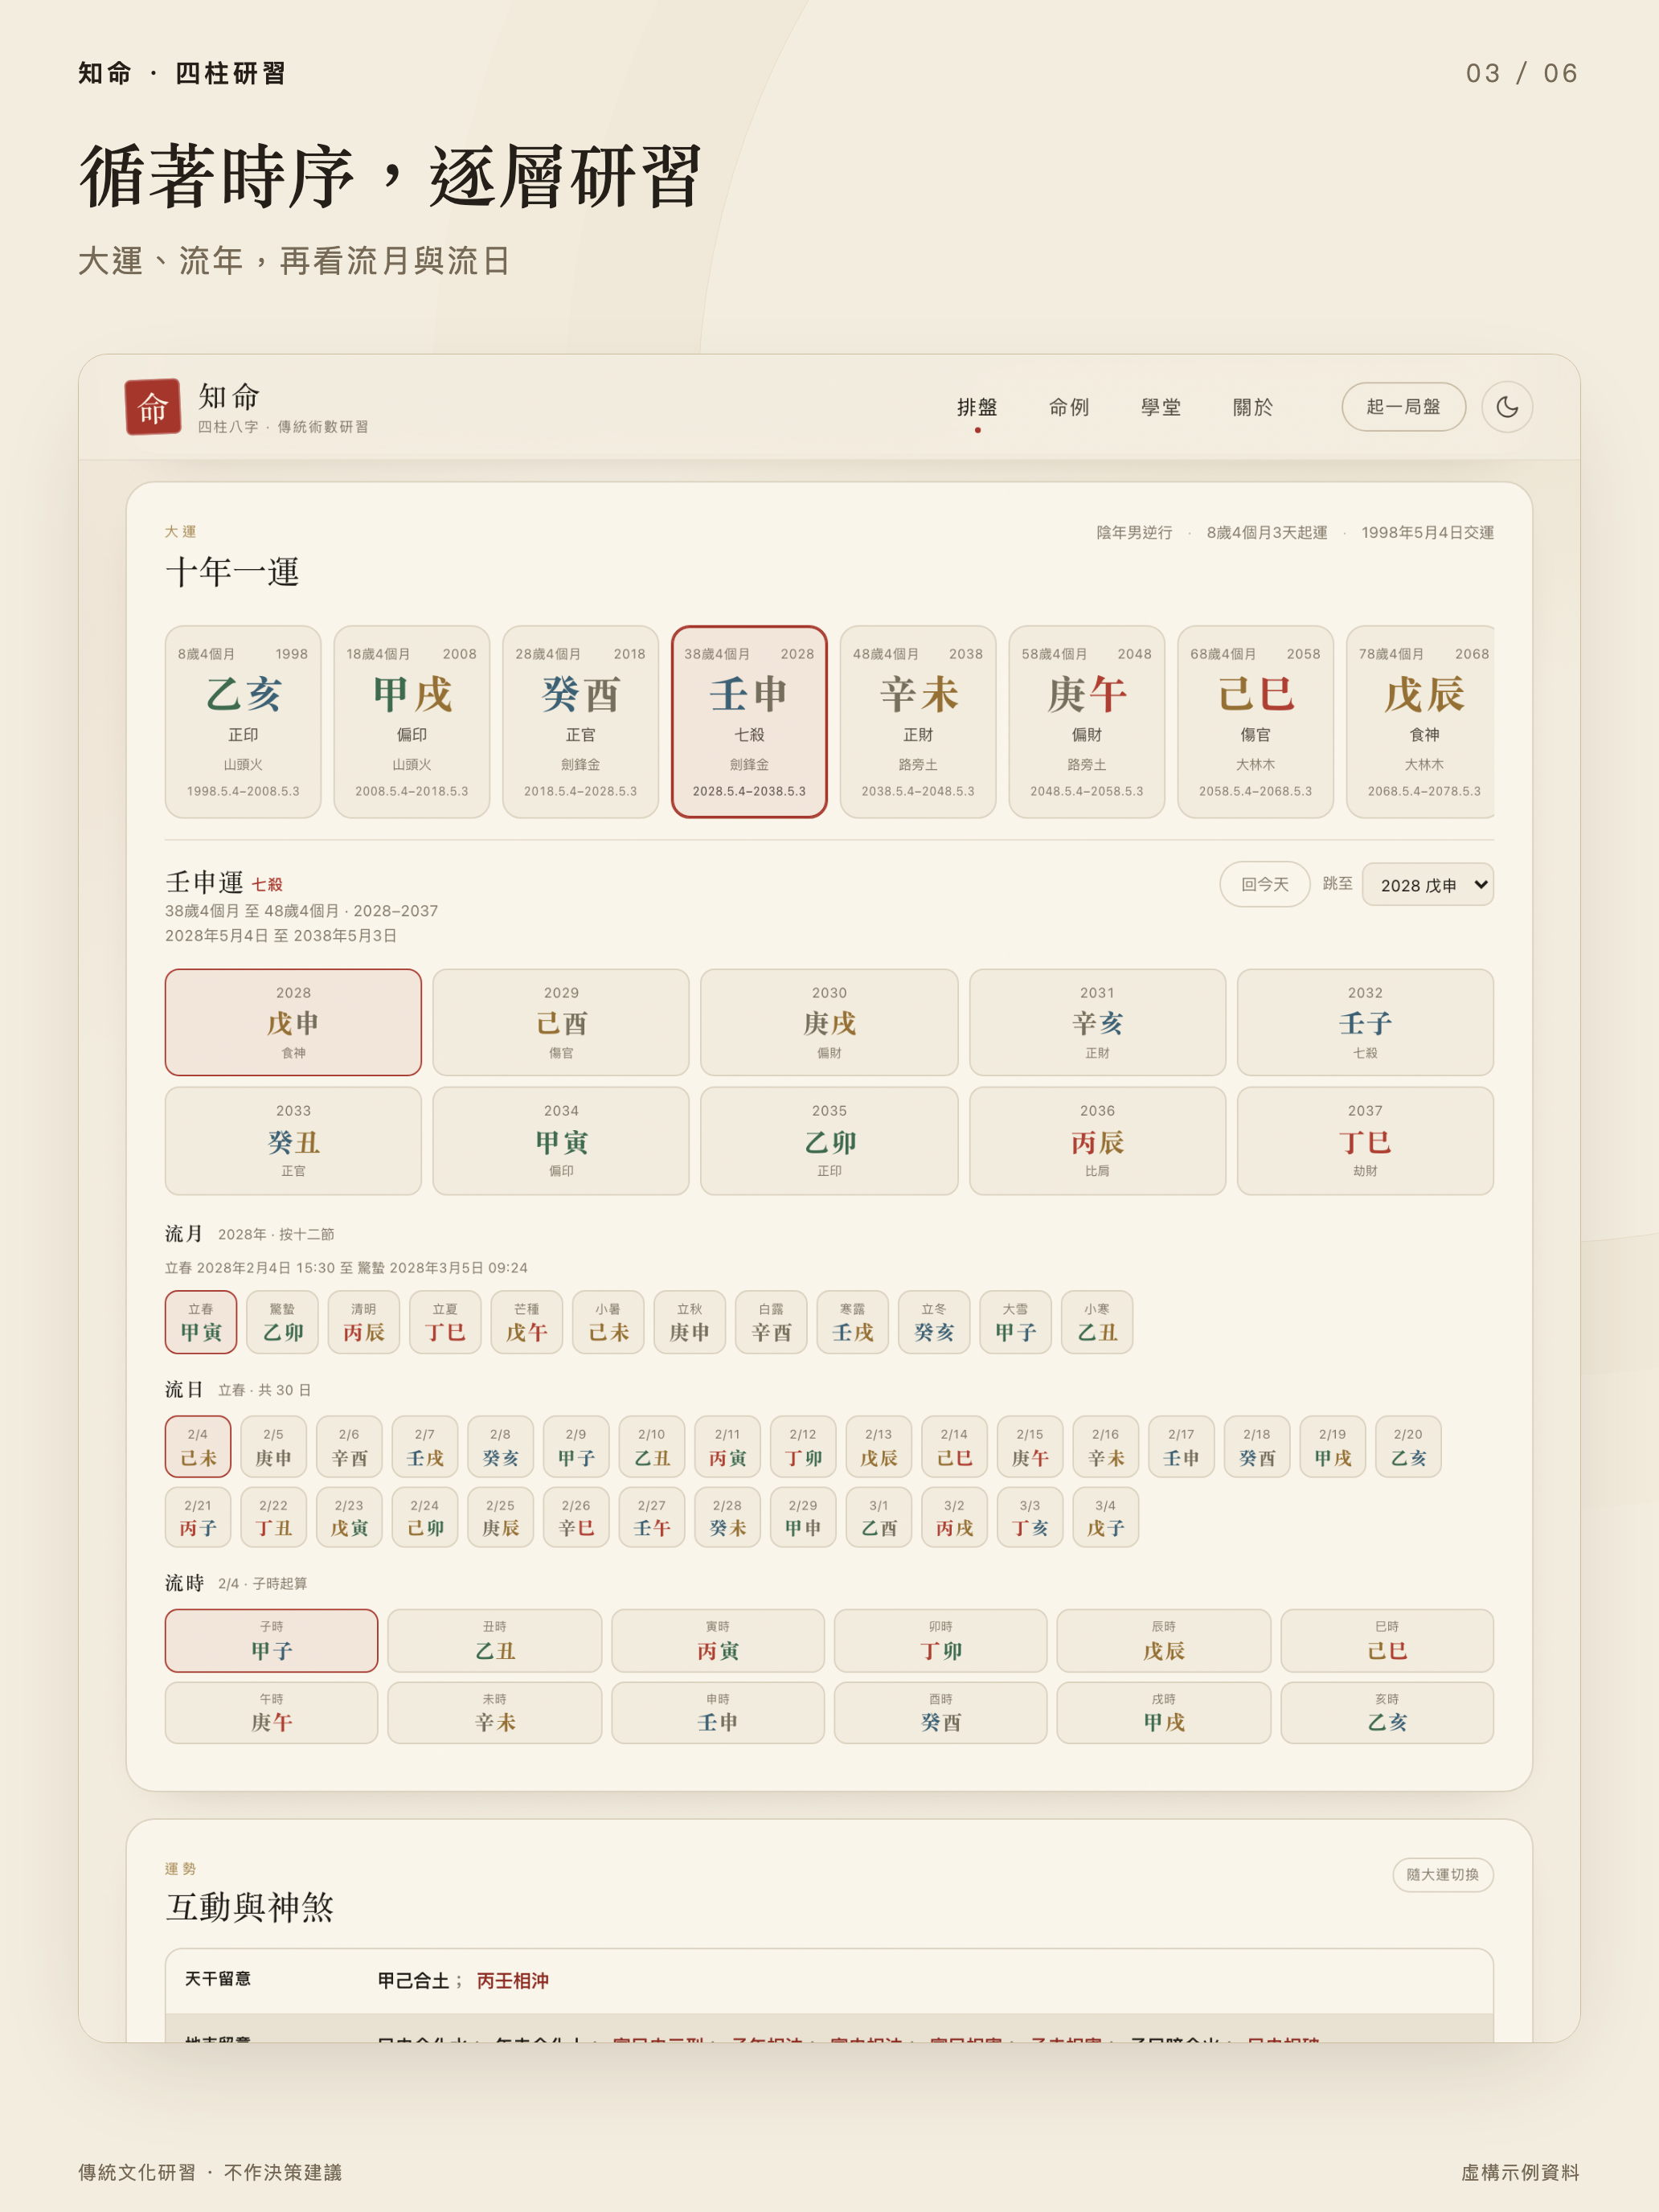 知命 · 四柱研習
03 / 06
循著時序，逐層研習
大運、流年，再看流月與流日
命
知命
四柱八字 · 傳統術數研習
排盤 命例 學堂 關於 起一局盤
大運
陰年男逆行 · 8歲4個月3天起運 · 1998年5月4日交運
十年一運
8歲4個月 1998 18歲4個月 2008 28歲4個月 2018 38歲4個月 2028 48歲4個月 2038 58歲4個月 2048 68歲4個月 2058 78歲4個月 2068
乙亥 甲戌 癸酉 壬申 辛未 庚午 己巳 戊辰
正印 偏印 正官 七殺 正財 偏財 傷官 食神
山頭火 山頭火 劍鋒金 劍鋒金 路旁土 路旁土 大林木 大林木
1998.5.4–2008.5.3 2008.5.4–2018.5.3 2018.5.4–2028.5.3 2028.5.4–2038.5.3 2038.5.4–2048.5.3 2048.5.4–2058.5.3 2058.5.4–2068.5.3 2068.5.4–2078.5.3
壬申運 七殺
回今天 跳至 2028 戊申
38歲4個月 至 48歲4個月 · 2028–2037
2028年5月4日 至 2038年5月3日
2028 2029 2030 2031 2032
戊申 己酉 庚戌 辛亥 壬子
食神 傷官 偏財 正財 七殺
2033 2034 2035 2036 2037
癸丑 甲寅 乙卯 丙辰 丁巳
正官 偏印 正印 比肩 劫財
流月 2028年 · 按十二節
立春 2028年2月4日 15:30 至 驚蟄 2028年3月5日 09:24
立春 驚蟄 清明 立夏 芒種 小暑 立秋 白露 寒露 立冬 大雪 小寒
甲寅 乙卯 丙辰 丁巳 戊午 己未 庚申 辛酉 壬戌 癸亥 甲子 乙丑
流日 立春 · 共 30 日
2/4 2/5 2/6 2/7 2/8 2/9 2/10 2/11 2/12 2/13 2/14 2/15 2/16 2/17 2/18 2/19 2/20
己未 庚申 辛酉 壬戌 癸亥 甲子 乙丑 丙寅 丁卯 戊辰 己巳 庚午 辛未 壬申 癸酉 甲戌 乙亥
2/21 2/22 2/23 2/24 2/25 2/26 2/27 2/28 2/29 3/1 3/2 3/3 3/4
丙子 丁丑 戊寅 己卯 庚辰 辛巳 壬午 癸未 甲申 乙酉 丙戌 丁亥 戊子
流時 2/4 · 子時起算
子時 丑時 寅時 卯時 辰時 巳時
甲子 乙丑 丙寅 丁卯 戊辰 己巳
午時 未時 申時 酉時 戌時 亥時
庚午 辛未 壬申 癸酉 甲戌 乙亥
運勢
隨大運切換
互動與神煞
天干留意 甲己合土； 丙壬相沖
傳統文化研習 · 不作決策建議
虛構示例資料